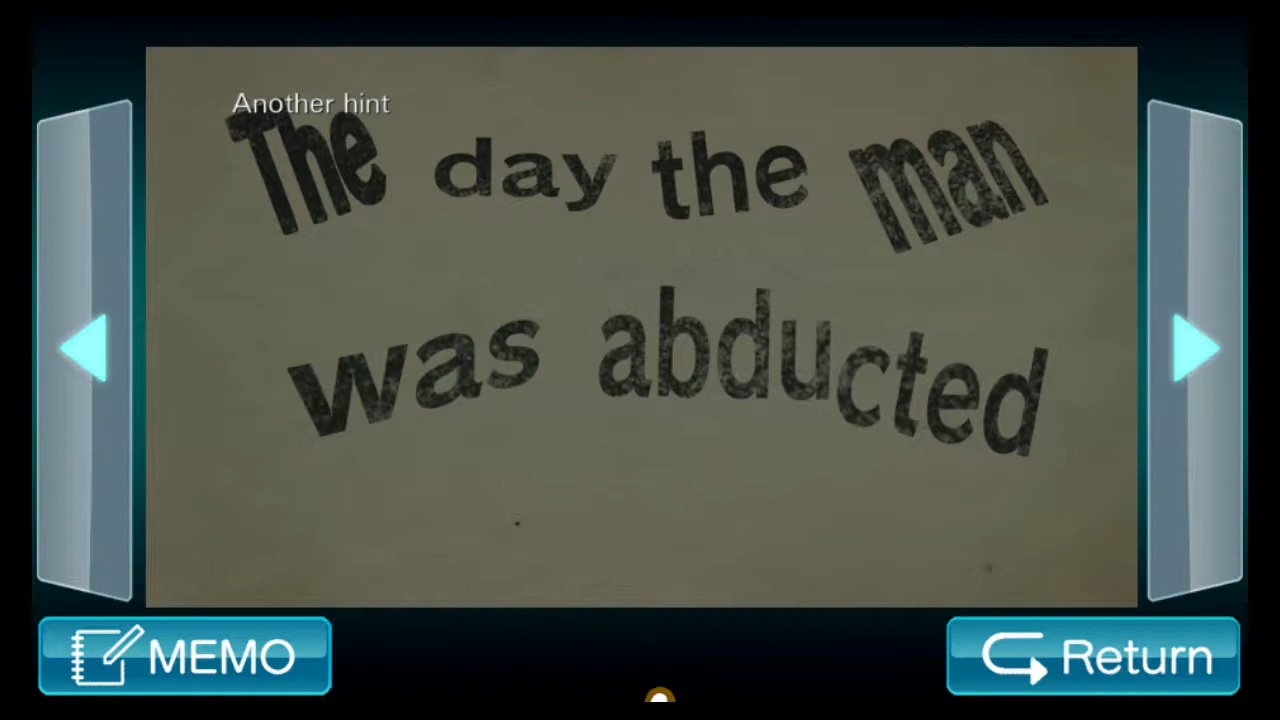 Another hint
The day the man
was abducted
MEMO
Return